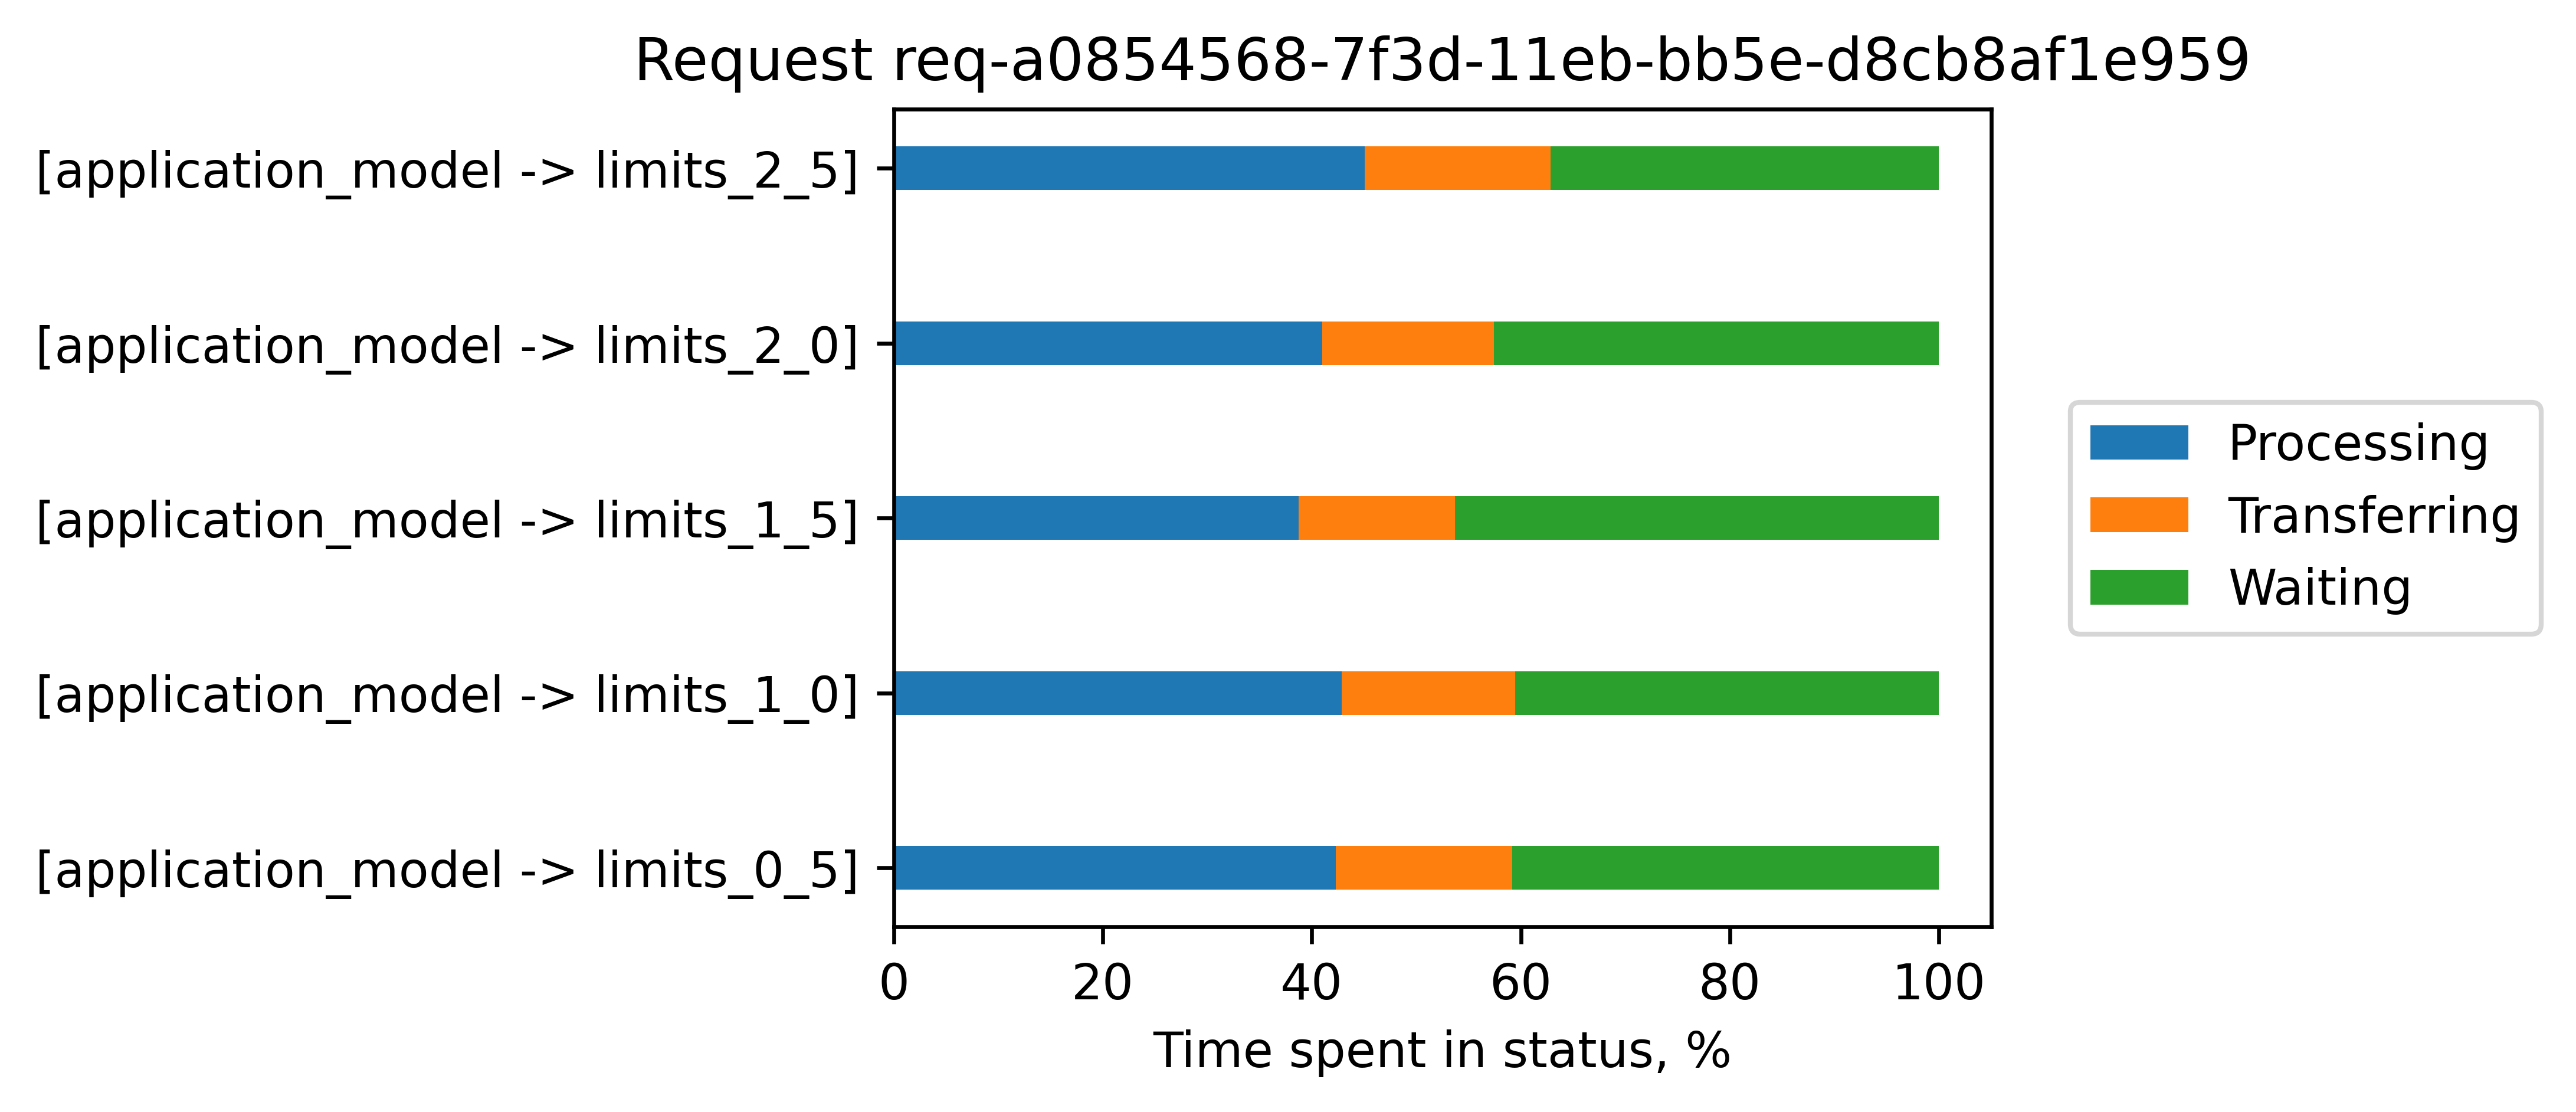 Request req-a0854568-7f3d-11eb-bb5e-d8cb8af1e959
[application_model -> limits_2_5]
[application_model -> limits_2_0]
[application_model -> limits_1_5]
[application_model -> limits_1_0]
[application_model -> limits_0_5]
0 20 40 60 80 100
Time spent in status, %
Processing
Transferring
Waiting